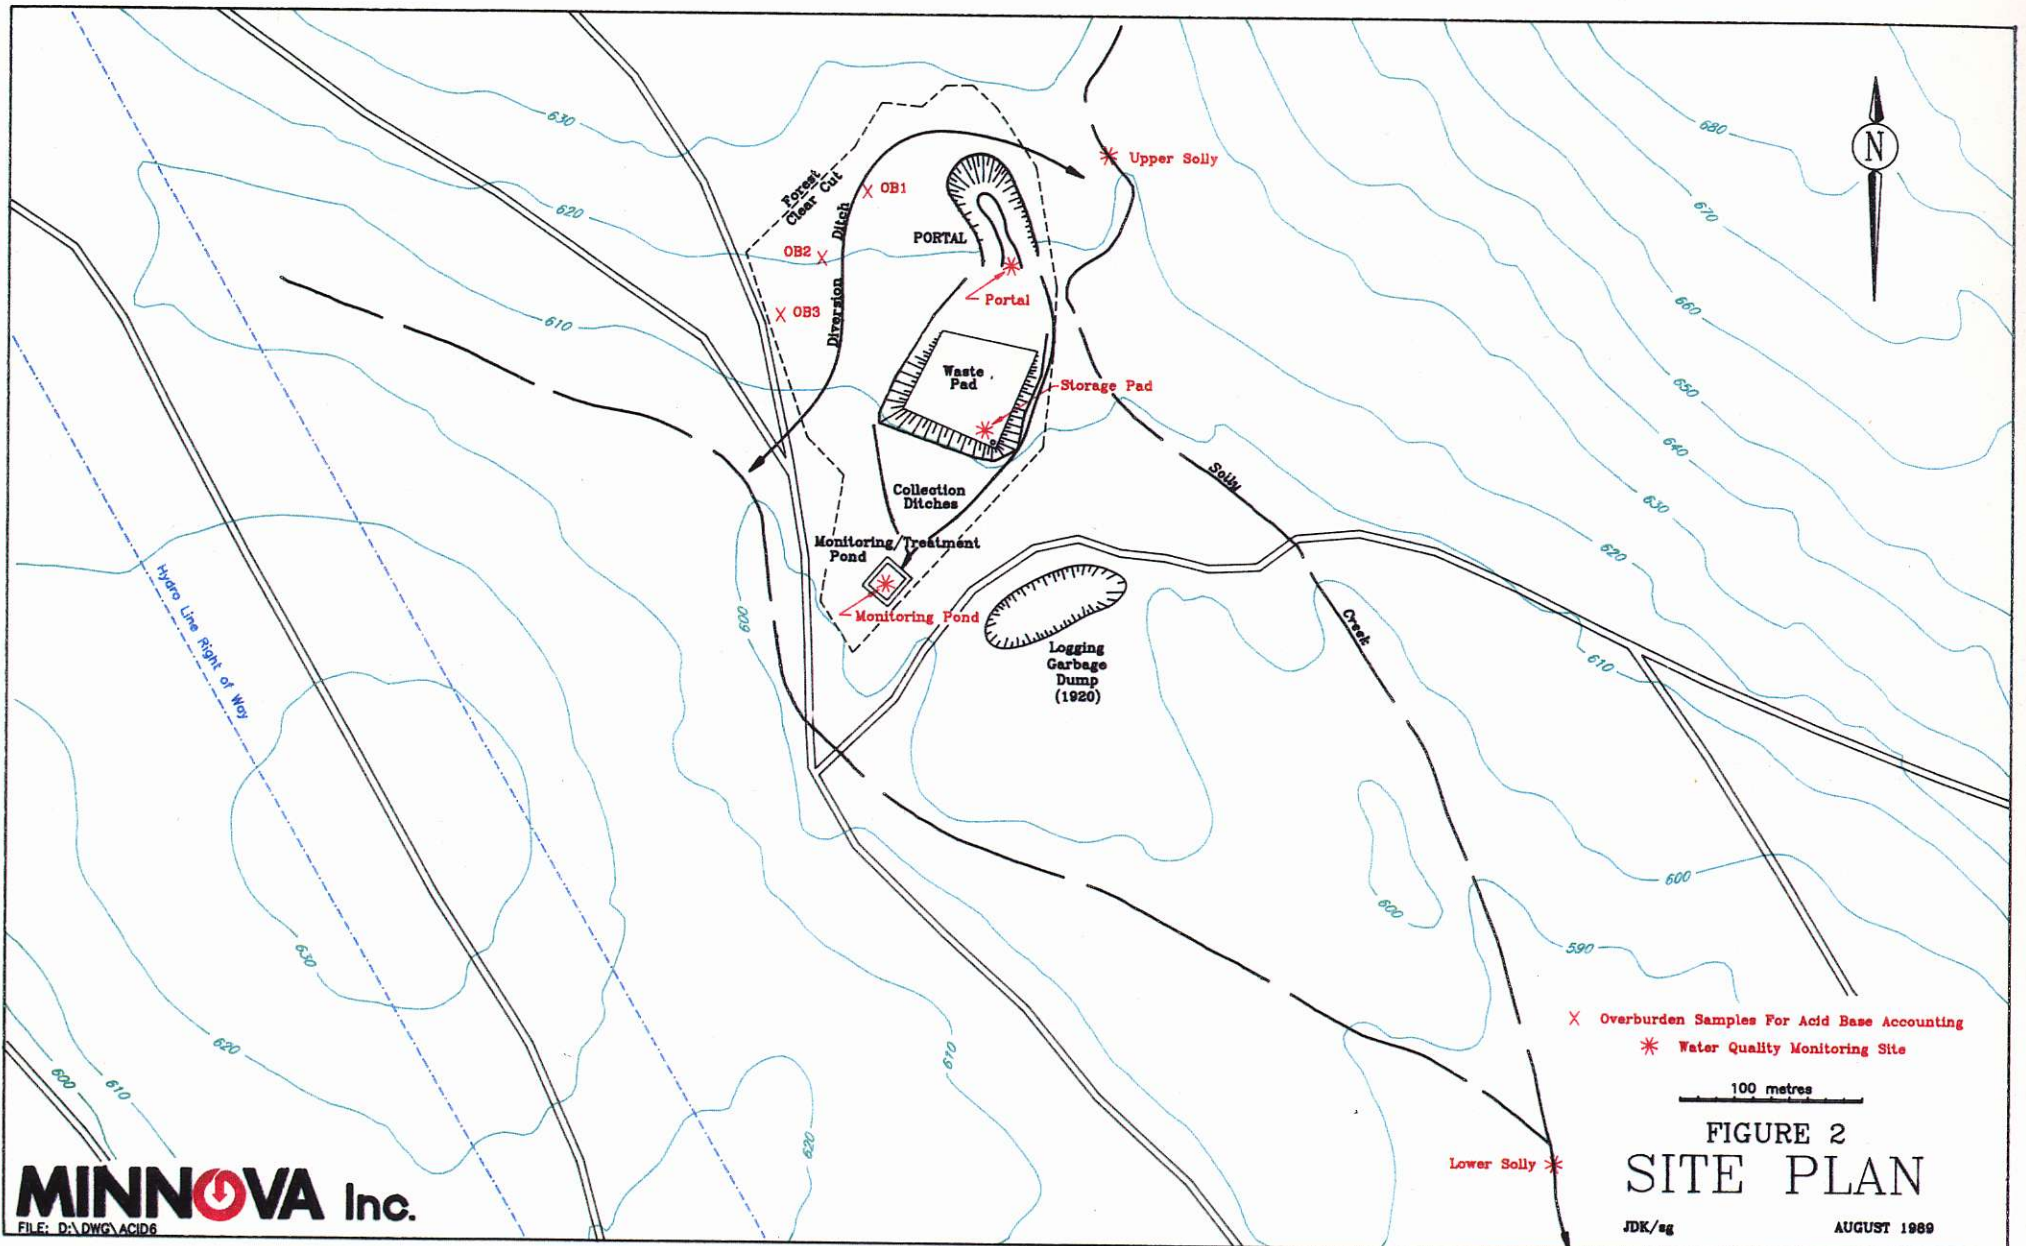 630
680
N
Upper Solly
Forest
Clear Cut
OB1
620
670
Diversion Ditch
PORTAL
OB2
Portal
660
OB3
610
Waste
Pad
Storage Pad
650
640
Solly
Creek
Collection
Ditches
630
Monitoring/Treatment
Pond
620
Hydro Line Right of Way
600
Monitoring Pond
Logging
Garbage
Dump
(1920)
610
600
600
590
630
620
610
600
610
620
X Overburden Samples For Acid Base Accounting
Water Quality Monitoring Site
100 metres
FIGURE 2
SITE PLAN
Lower Solly
JDK/sg
AUGUST 1989
MINNOVA Inc.
FILE: D:\DWG\ACID6